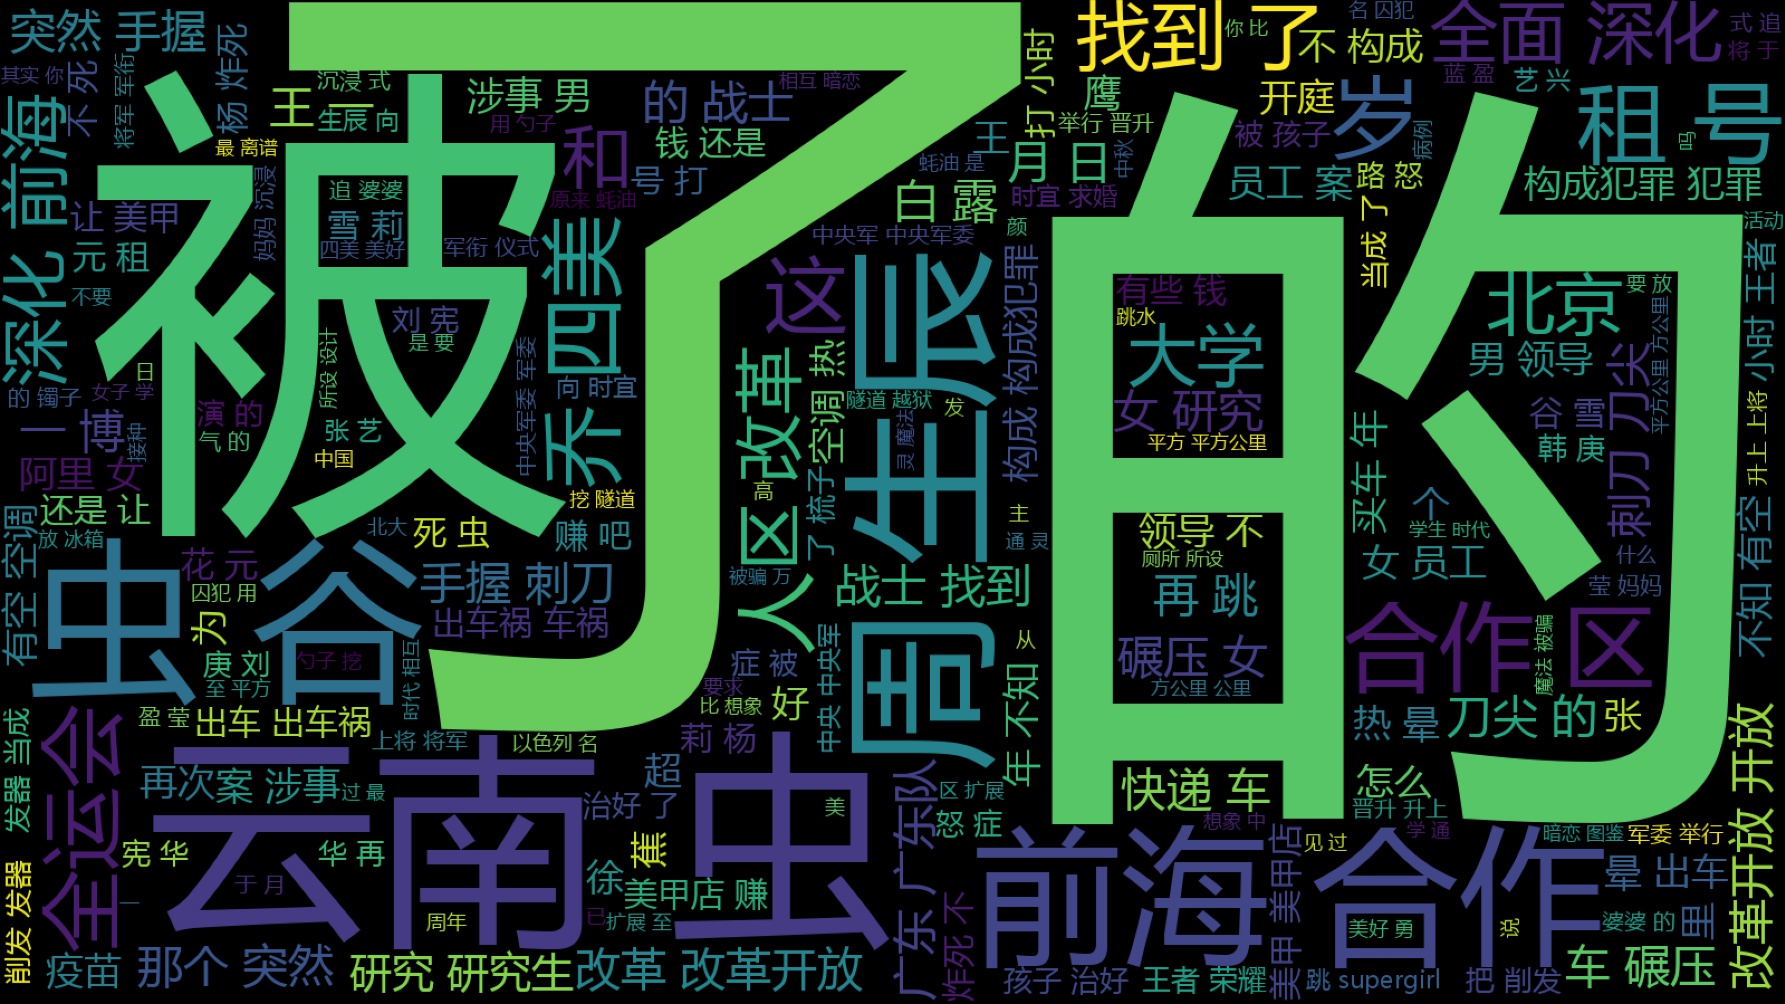 了
被
的
突然 手握
其实 你
不 死
将军 军衔
杨 炸死
沉浸 式
王 一
生辰 向
最 离谱
涉事 男
用 勺子
和
的 战士
相互 暗恋
钱 还是
号 打
原来 蚝油
打 小时
找到 了
你 比
不 构成
名 囚犯
全面 深化
式 追
将 于
蓝 盈
艺 兴
鹰
开庭
举行 晋升
被 孩子
岁
病例
租 号
吗
王
中秋
月 日
蚝油 是
时宜 求婚
白 露
员工 案
路 怒
构成犯罪 犯罪
当成 了
颜
活动
中央军 中央军委
深化 前海
让 美甲
妈妈 沉浸
元 租
不要
追 婆婆
雪 莉
四美 美好
军衔 仪式
乔 四美
刘 宪
是 要
所设 设计
中央军委 军委
向 时宜
曰
女子 学
的 镯子
一 博
接种
演 的
气 的
张 艺
中国
阿里 女
还是 让
放 冰箱
有空 空调
北大
死 虫
挖 隧道
赚 吧
这
周 生辰
构成 构成犯罪
人 区 改革
空调 热
隧道 越狱
发
灵 魔法
了 梳子
高
主
通 灵
被骗 万
战士 找到
有些 钱
跳水
大学
女 研究
平方 平方公里
北京
要 放
小时 王者
男 领导
刺刀 刀尖
平方公里 方公里
谷 雪
韩 庚
升上 上将
买车 年
个
学生 时代
领导 不
厕所 所设
女 员工
什么
莹 妈妈
不知 有空
再 跳
碾压 女
方公里 公里
合作 区
魔法 被骗
虫 谷
花 元
囚犯 用
为
手握 刺刀
出车祸 车祸
庚 刘
勺子 挖
至 平方
时代 相互
盈 莹
出车 出车祸
上将 将军
以色列 名
症 被
要求
比 想象
好
莉 杨
中央 中央军
从
年 不知
热 晕
刀尖 的
张
发器 当成
全运会
再次
案 涉事
过 最
云南 虫
超
治好 了
美
区 扩展
怒 症
快递 车
想象 中
怎么
晋升 升上
学 通
见 过
暗恋 图鉴
军委 举行
改革开放 开放
削发 发器
宪 华
华 再
于 月
一
周年
蕉
徐
美甲店 赚
已
扩展 至
广东 广东队
炸死 不
前海 合作
美甲 美甲店
美好 勇
说
晕 出车
婆婆 的
里
疫苗
那个 突然
研究 研究生
改革 改革开放
孩子 治好
王者 荣耀
跳 supergirl
把 削发
车 碾压